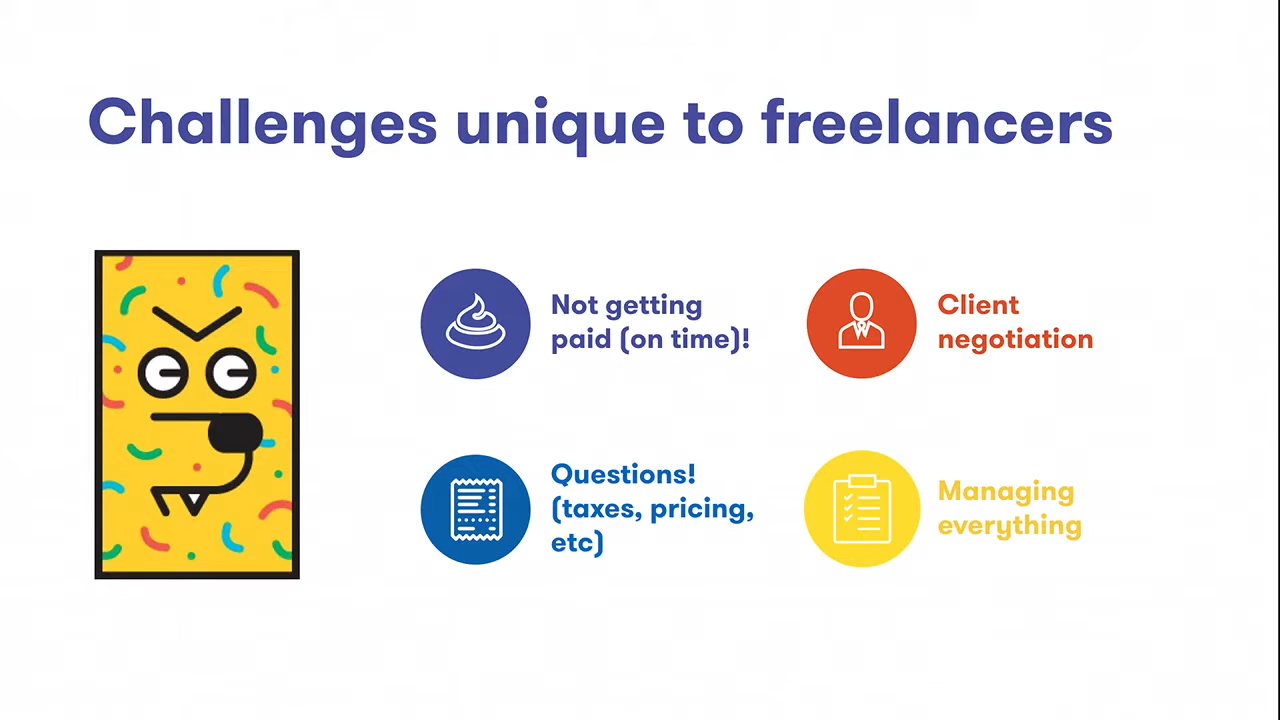 Challenges unique to freelancers
Not getting
paid (on time)!
Client
negotiation
Questions!
(taxes, pricing,
etc)
Managing
everything